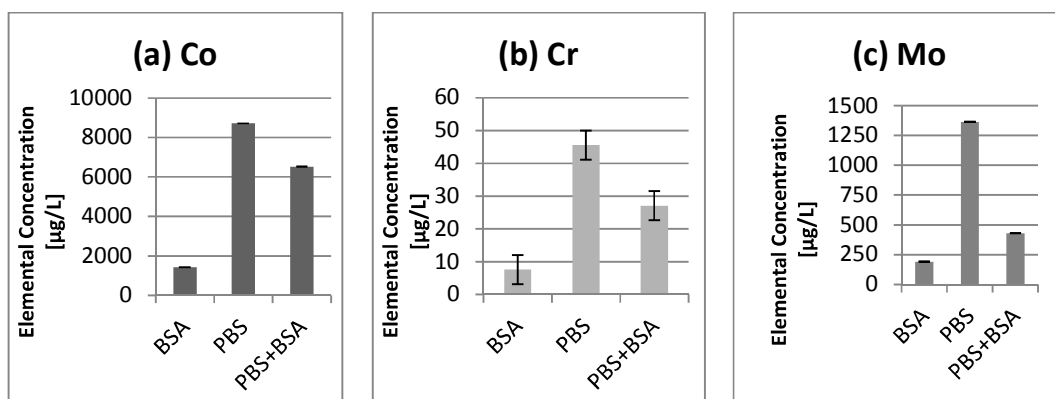 (a) Co
Elemental Concentration
[µg/L]
10000
8000
6000
4000
2000
0
BSA
PBS
PBS+BSA
(b) Cr
Elemental Concentration
[µg/L]
60
50
40
30
20
10
0
BSA
PBS
PBS+BSA
(c) Mo
Elemental Concentration
[µg/L]
1500
1250
1000
750
500
250
0
BSA
PBS
PBS+BSA